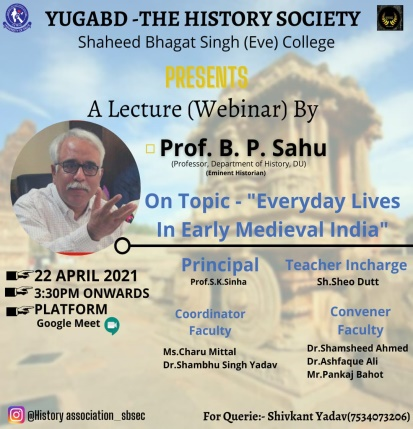 YUGABD -THE HISTORY SOCIETY
Shaheed Bhagat Singh (Eve) College
PRESENTS
A Lecture (Webinar) By
Prof. B. P. Sahu
(Professor, Department of History, DU)
(Eminent Historian)
On Topic - "Everyday Lives
In Early Medieval India"
22 APRIL 2021
3:30PM ONWARDS
PLATFORM
Google Meet
Principal
Prof.S.K.Sinha
Teacher Incharge
Sh.Sheo Dutt
Coordinator
Faculty
Ms.Charu Mittal
Dr.Shambhu Singh Yadav
Convener
Faculty
Dr.Shamsheed Ahmed
Dr.Ashfaque Ali
Mr.Pankaj Bahot
@History association_sbsec
For Querie:- Shivkant Yadav(7534073206)